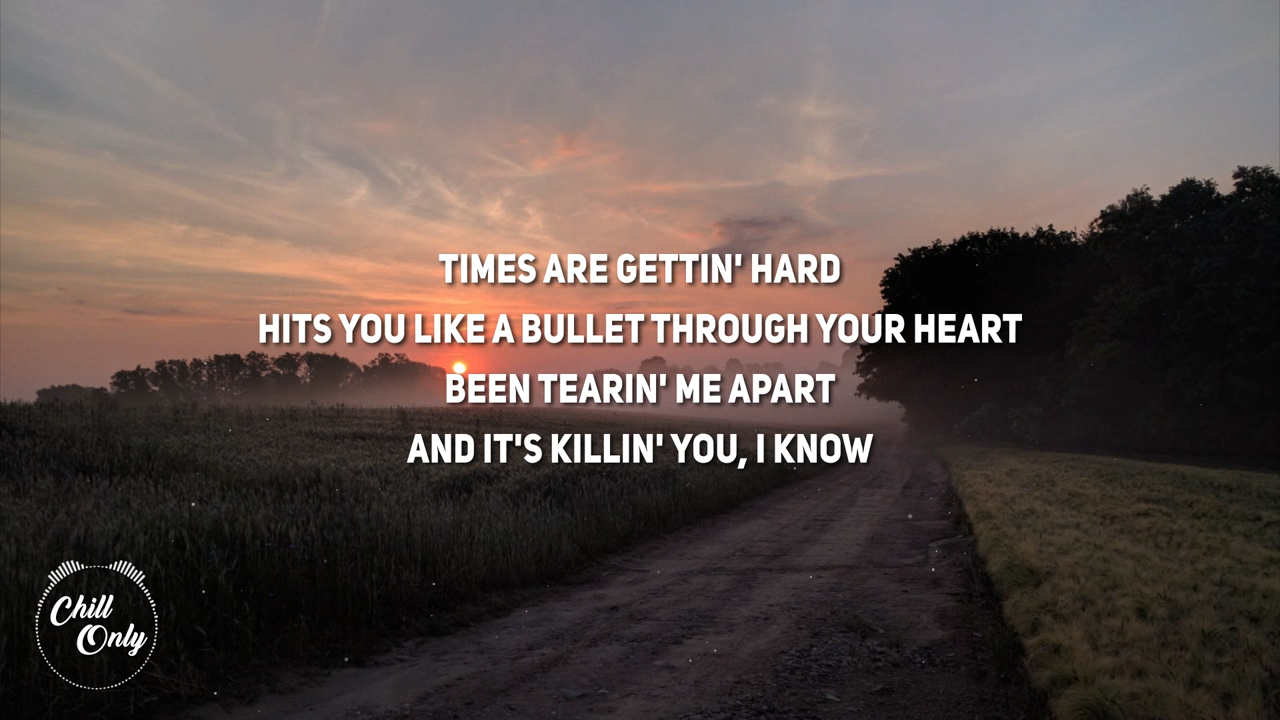 TIMES ARE GETTIN' HARD
HITS YOU LIKE A BULLET THROUGH YOUR HEART
BEEN TEARIN' ME APART
AND IT'S KILLIN' YOU, I KNOW
Chill
Only